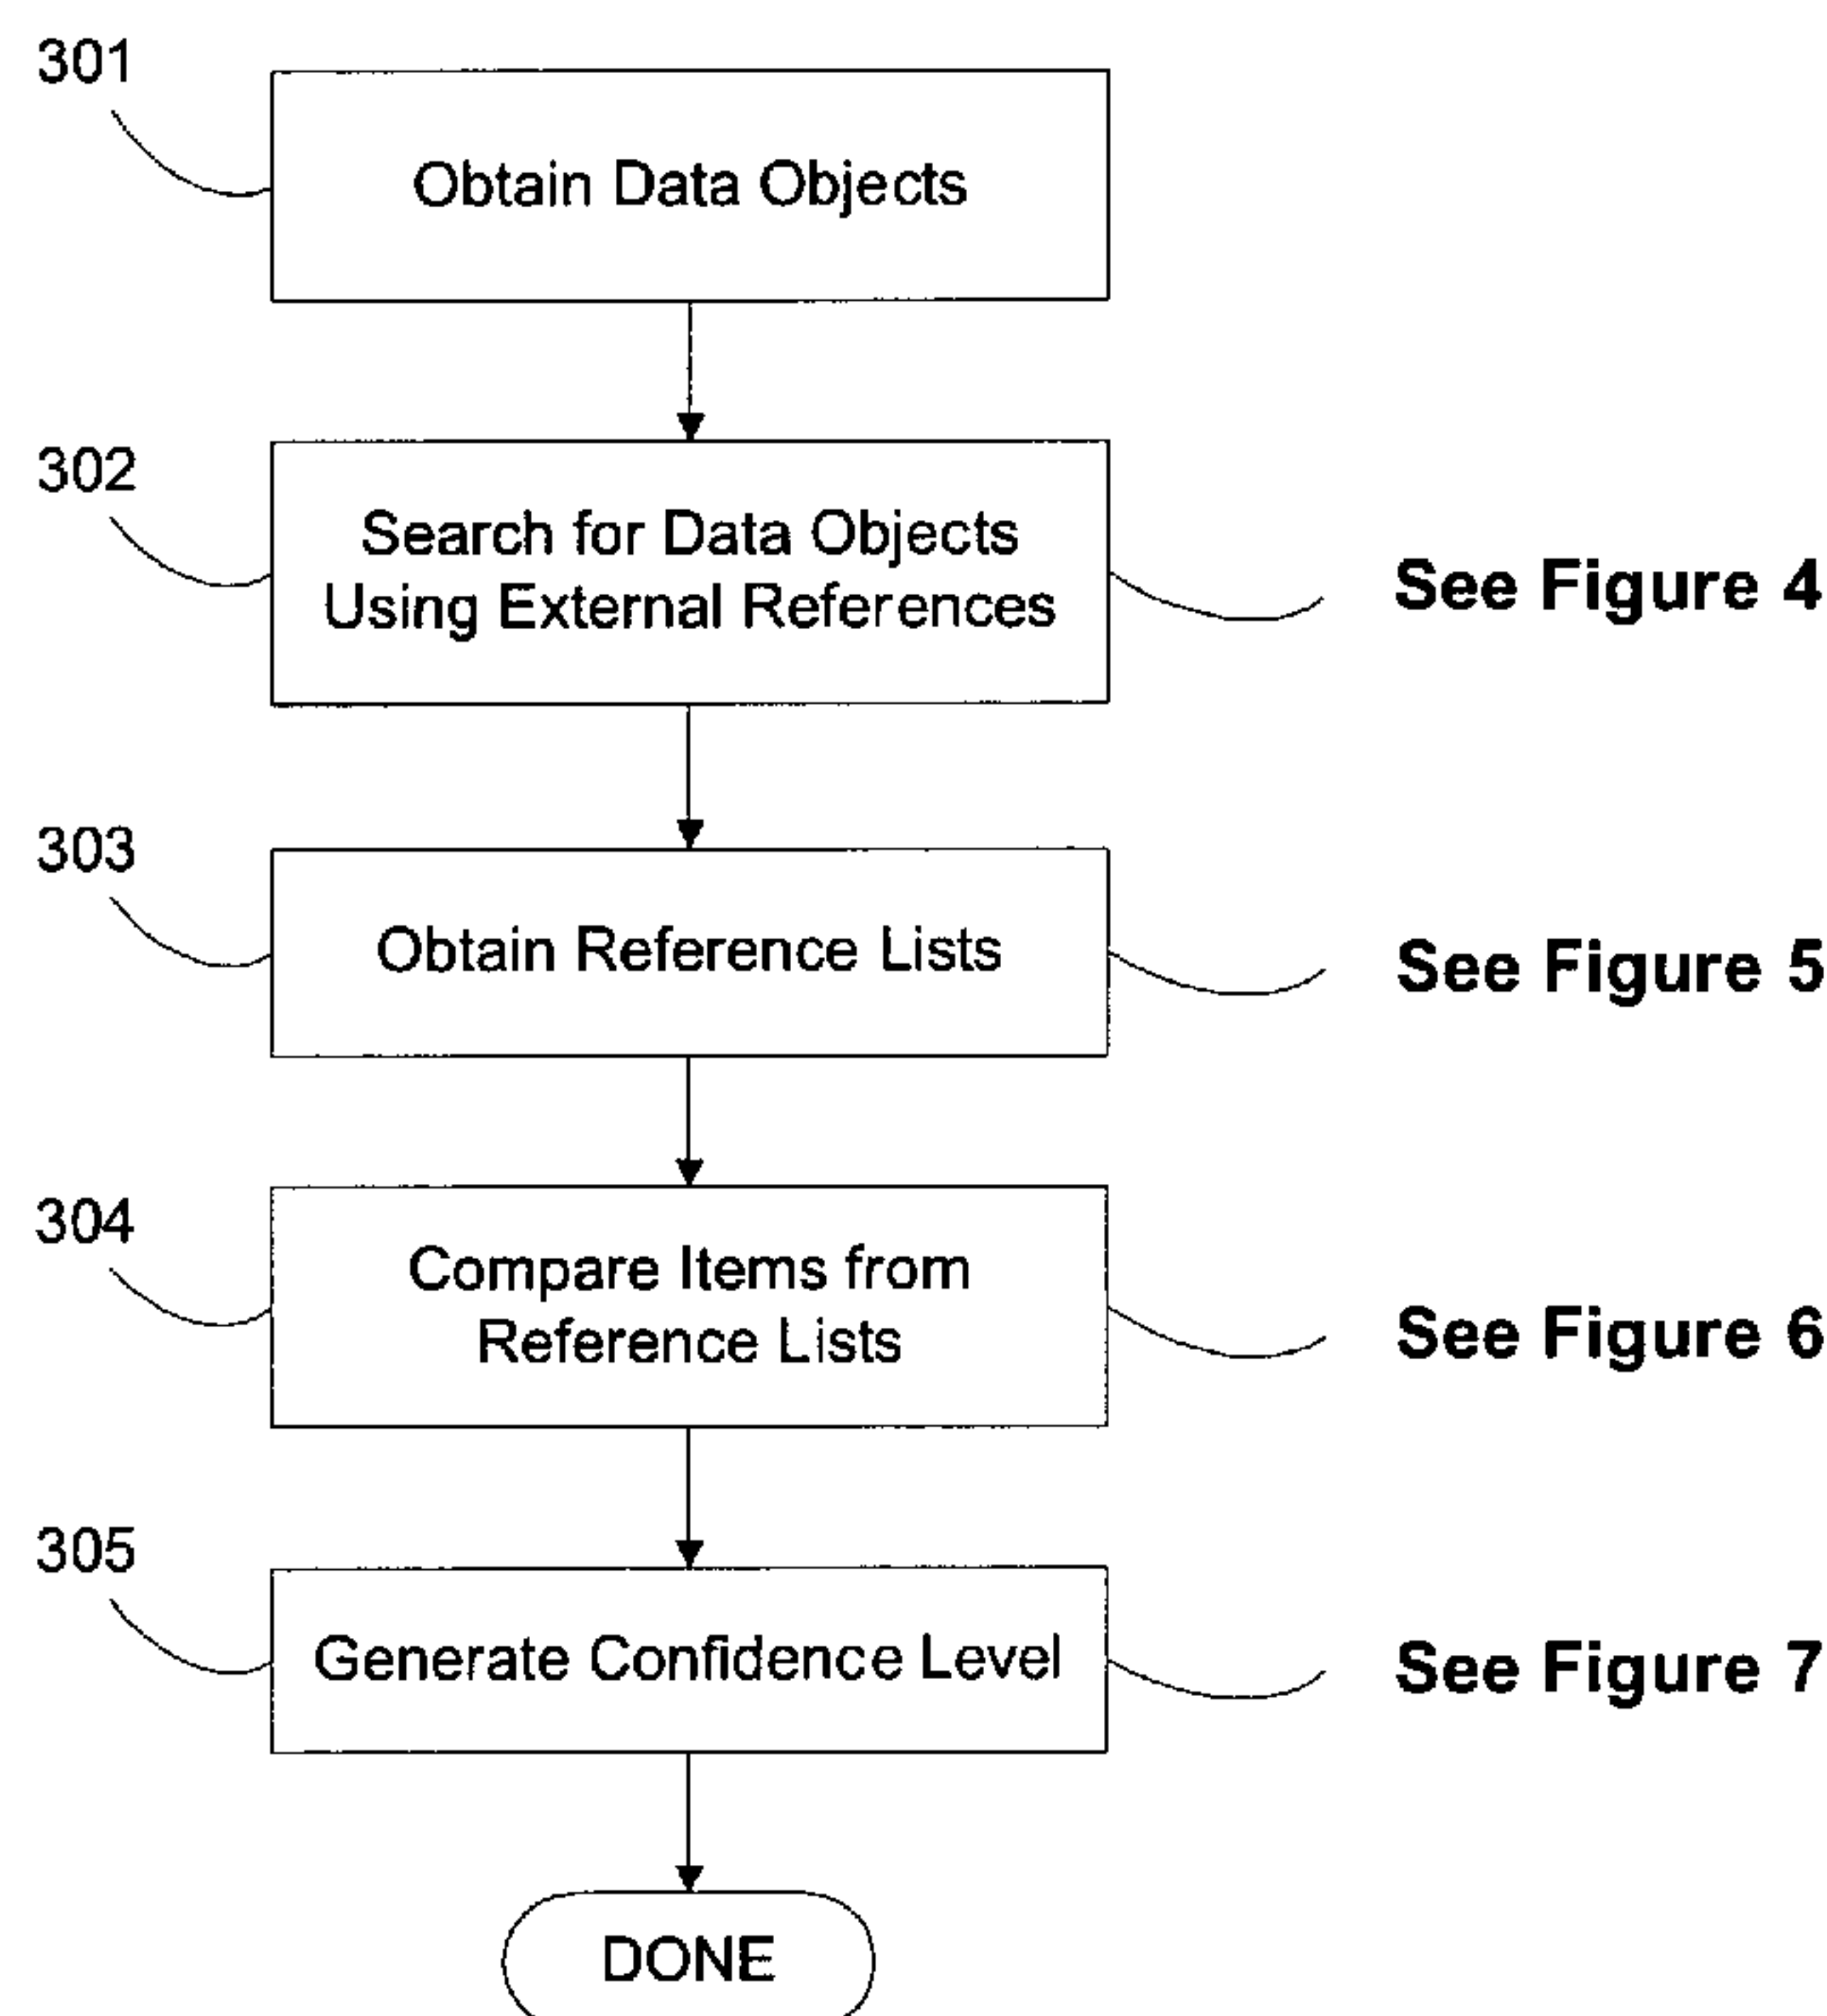 301
Obtain Data Objects
302
Search for Data Objects
Using External References
See Figure 4
303
Obtain Reference Lists
See Figure 5
304
Compare Items from
Reference Lists
See Figure 6
305
Generate Confidence Level
See Figure 7
DONE